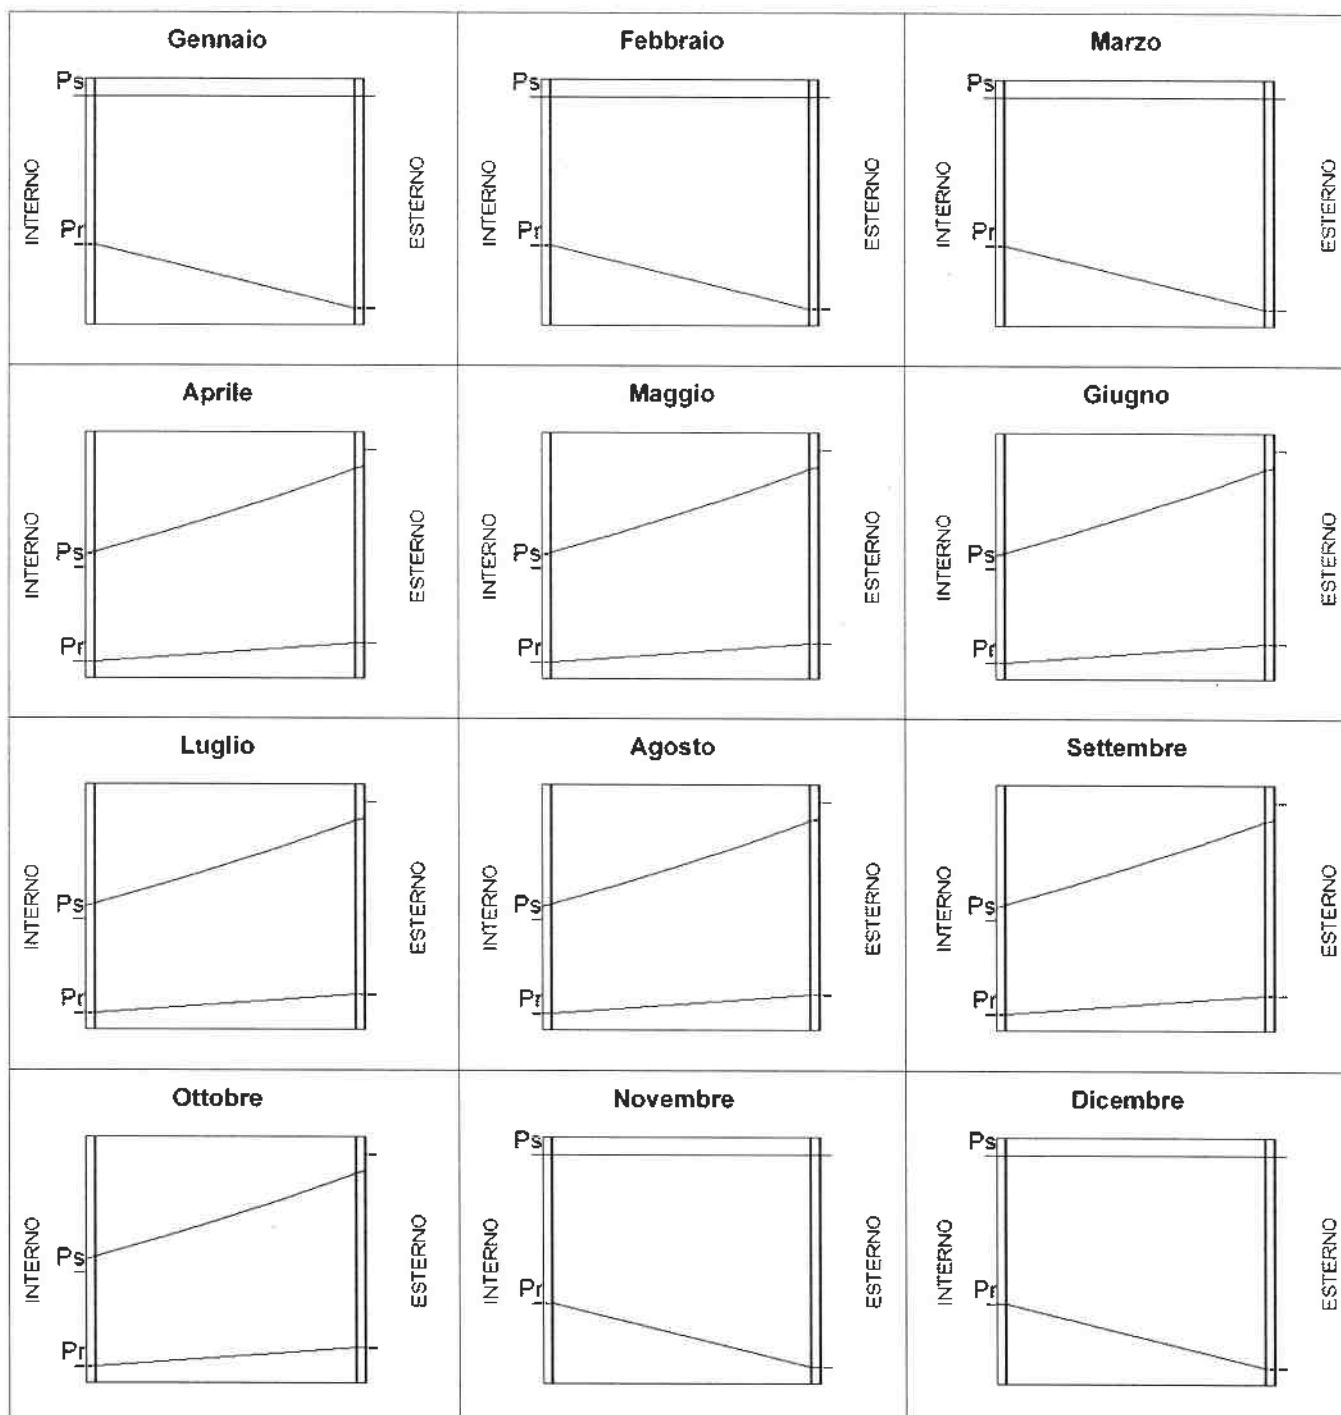 Gennaio
Ps
INTERNO
Pr
ESTERNO
Febbraio
Ps
INTERNO
Pr
ESTERNO
Marzo
Ps
INTERNO
Pr
ESTERNO
Aprile
INTERNO
Ps
Pr
ESTERNO
Maggio
INTERNO
Ps
Pr
ESTERNO
Giugno
INTERNO
Ps
Pr
ESTERNO
Luglio
INTERNO
Ps
Pr
ESTERNO
Agosto
INTERNO
Ps
Pr
ESTERNO
Settembre
INTERNO
Ps
Pr
ESTERNO
Ottobre
INTERNO
Ps
Pr
ESTERNO
Novembre
Ps
INTERNO
Pr
ESTERNO
Dicembre
Ps
INTERNO
Pr
ESTERNO